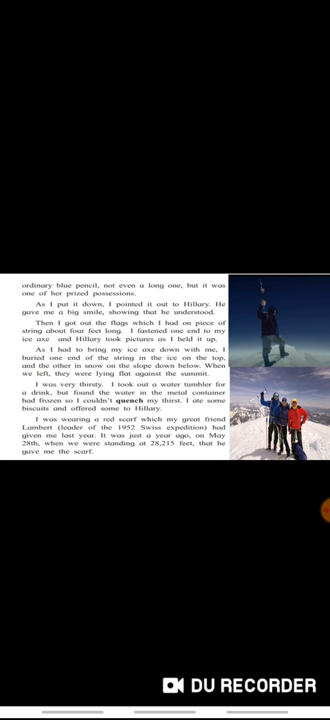 ordinary blue pencil, not even a long one, but it was
one of her prized possessions.
As I put it down, I pointed it out to Hillary. He
gave me a big smile, showing that he understood.
Then I got out the flags which I had on piece of
string about four feet long. I fastened one end to my
ice axe and Hillary took pictures as I held it up.
As I had to bring my ice axe down with me, I
buried one end of the string in the ice on the top,
and the other in snow on the slope down below. When
we left, they were lying flat against the summit.
I was very thirsty. I took out a water tumbler for
a drink, but found the water in the metal container
had frozen so I couldn't quench my thirst. I ate some
biscuits and offered some to Hillary.
I was wearing a red scarf which my great friend
Lambert (leader of the 1952 Swiss expedition) had
given me last year. It was just a year ago, on May
28th, when we were standing at 28,215 feet, that he
gave me the scarf.
DU RECORDER